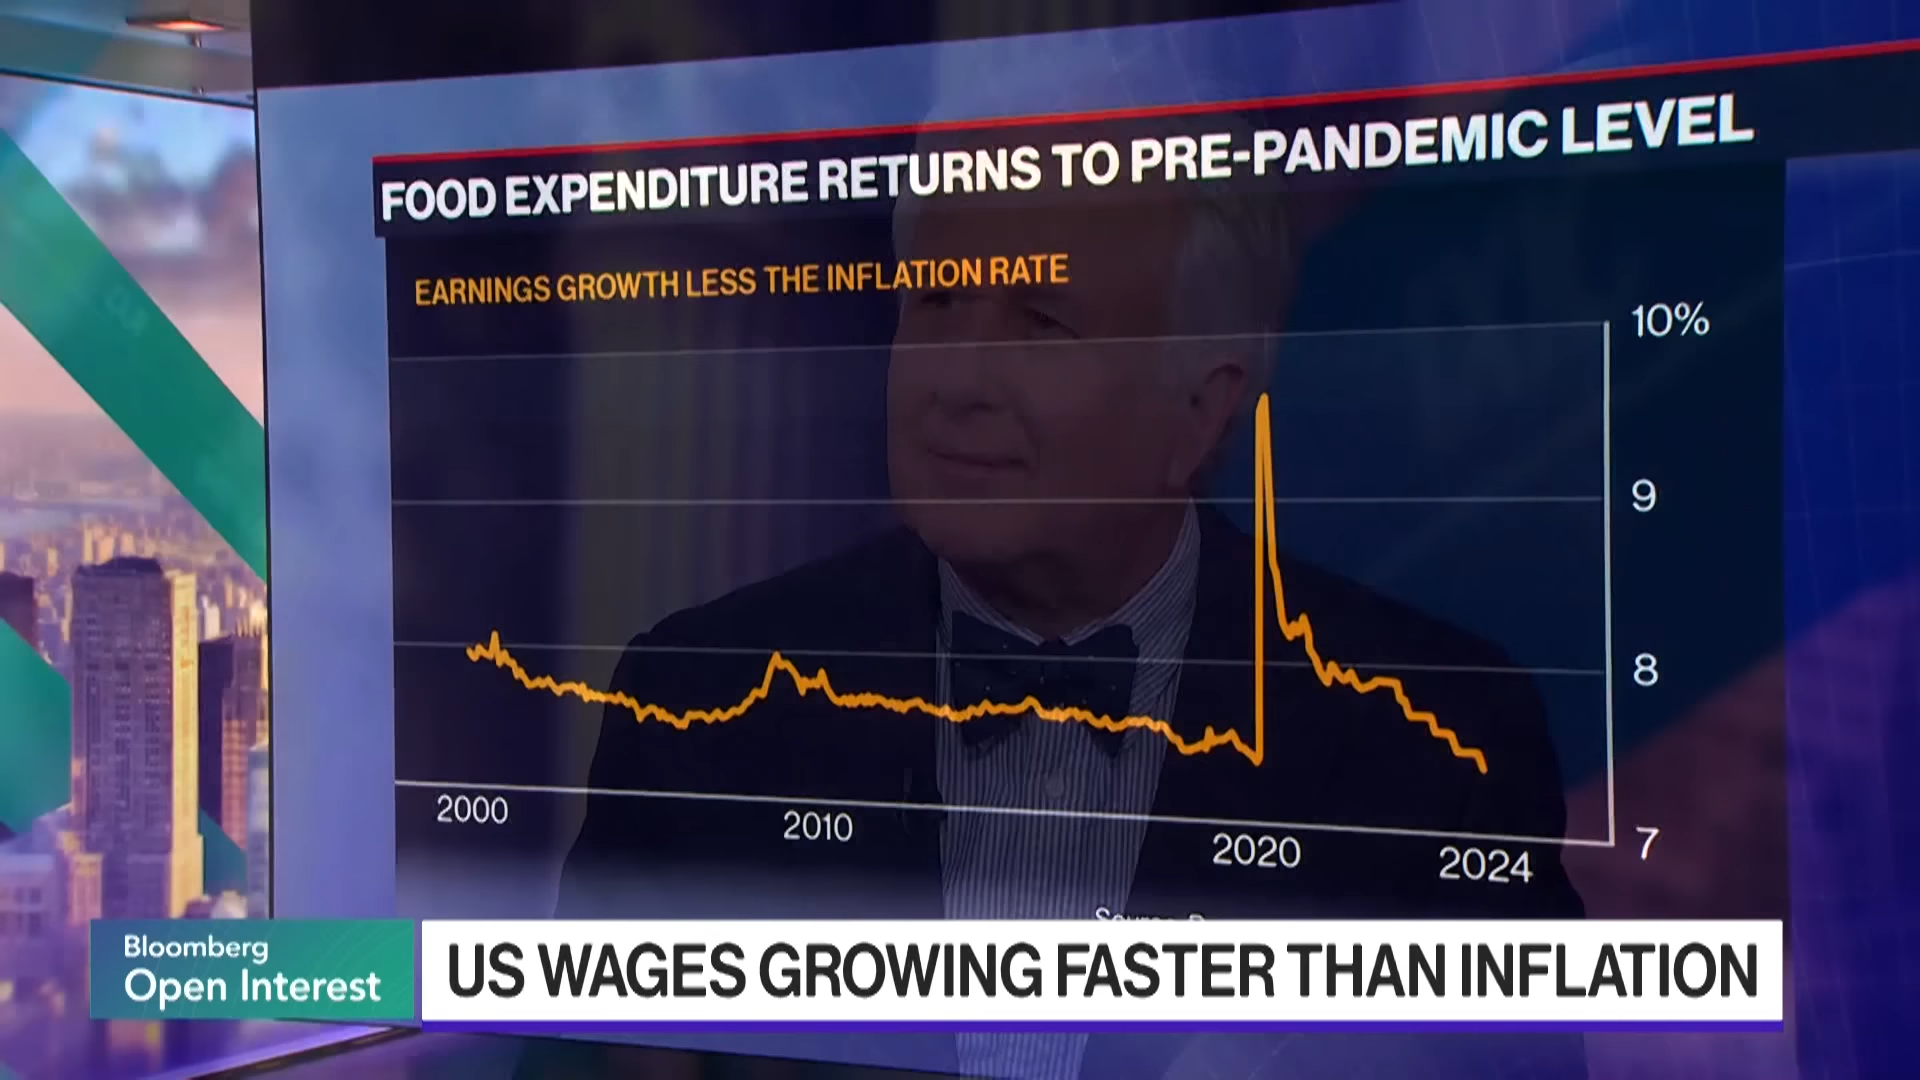 FOOD EXPENDITURE RETURNS TO PRE-PANDEMIC LEVEL
EARNINGS GROWTH LESS THE INFLATION RATE
10%
9
8
7
2000
2010
2020
2024
Bloomberg
Open Interest
US WAGES GROWING FASTER THAN INFLATION